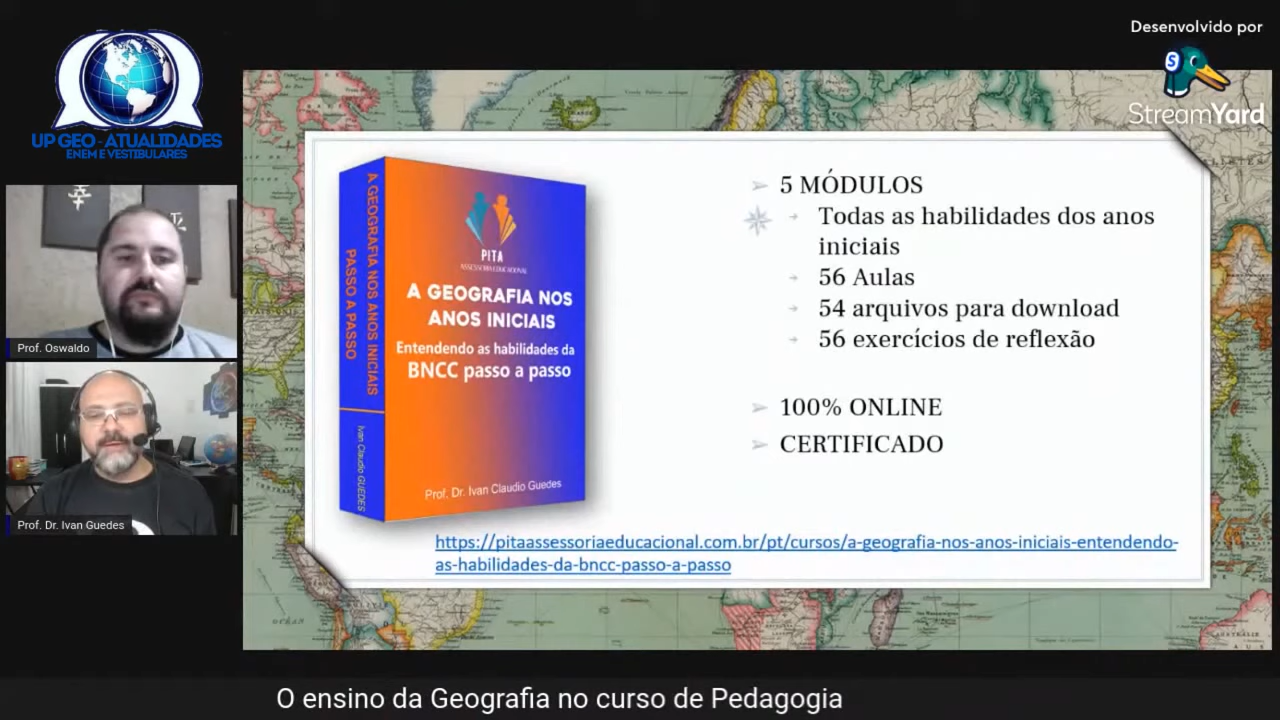 Desenvolvido por
StreamYard
UP GEO - ATUALIDADES
ENEM E VESTIBULARES
Prof. Oswaldo
Prof. Dr. Ivan Guedes
A GEOGRAFIA NOS ANOS INICIAIS
PASSO A PASSO
Ivan Claudio GUEDES
PITA
ASSESSORIA EDUCACIONAL
A GEOGRAFIA NOS
ANOS INICIAIS
Entendendo as habilidades da
BNCC passo a passo
Prof. Dr. Ivan Claudio Guedes
5 MÓDULOS
Todas as habilidades dos anos
iniciais
56 Aulas
54 arquivos para download
56 exercícios de reflexão
100% ONLINE
CERTIFICADO
https://pitaassessoriaeducacional.com.br/pt/cursos/a-geografia-nos-anos-iniciais-entendendo-
as-habilidades-da-bncc-passo-a-passo
O ensino da Geografia no curso de Pedagogia